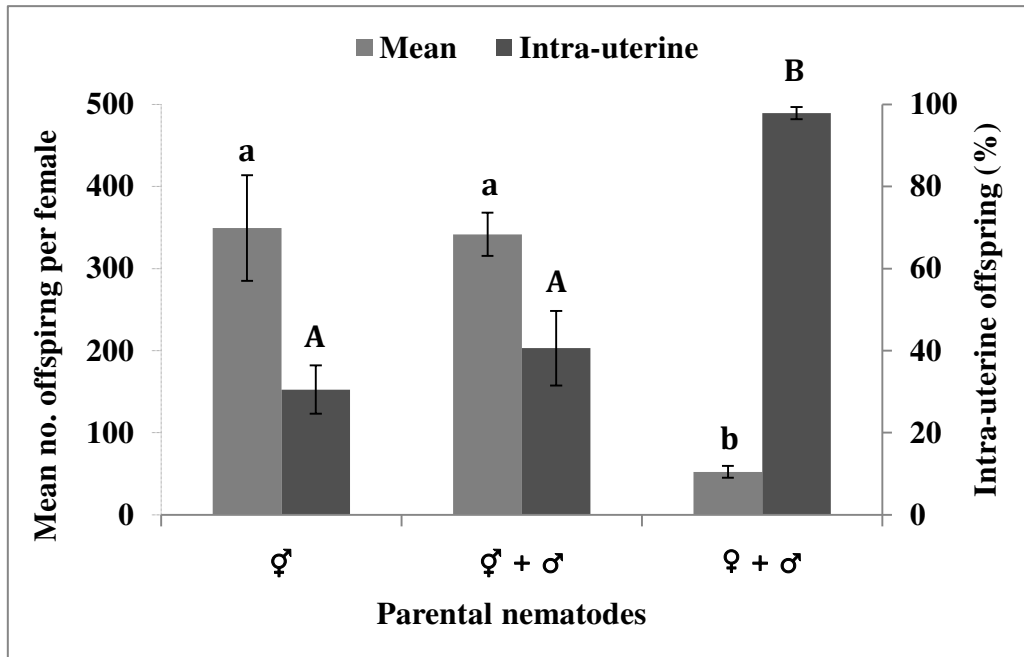 Mean Intra-uterine
Mean no. offspirng per female
500
400
300
200
100
0
a
A
a
A
b
B
100
80
60
40
20
0
Intra-uterine offspring (%)
⚥ ⚥ + ♂ ♀ + ♂
Parental nematodes